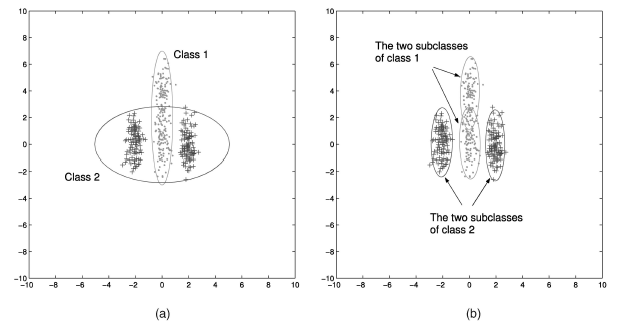 10
8
6
4
2
0
−2
−4
−6
−8
−10
−10 −8 −6 −4 −2 0 2 4 6 8 10
Class 1
Class 2
(a)
10
8
6
4
2
0
−2
−4
−6
−8
−10
−10 −8 −6 −4 −2 0 2 4 6 8 10
The two subclasses
of class 1
The two subclasses
of class 2
(b)